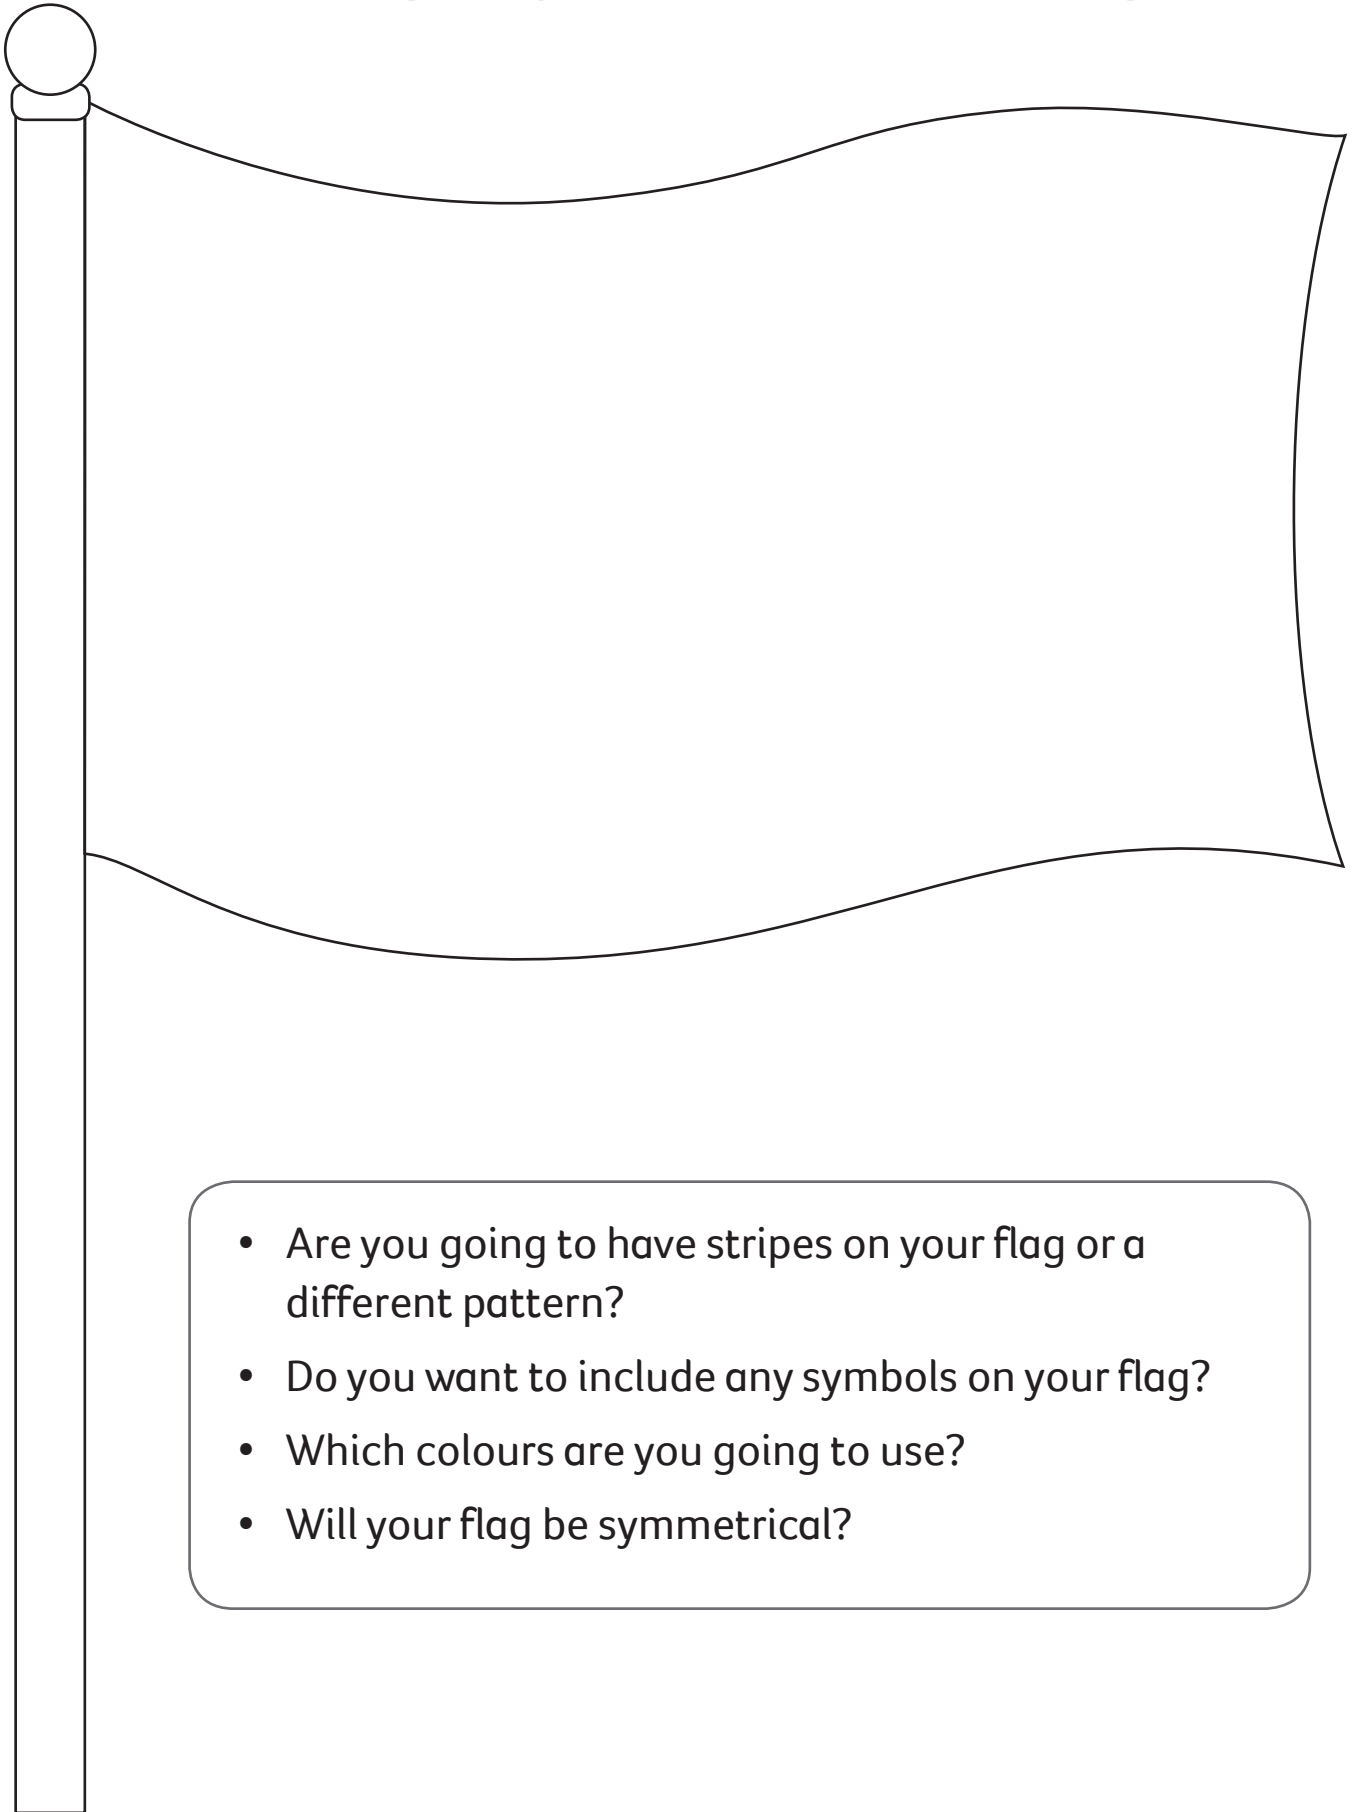 • Are you going to have stripes on your flag or a
different pattern?
• Do you want to include any symbols on your flag?
• Which colours are you going to use?
• Will your flag be symmetrical?